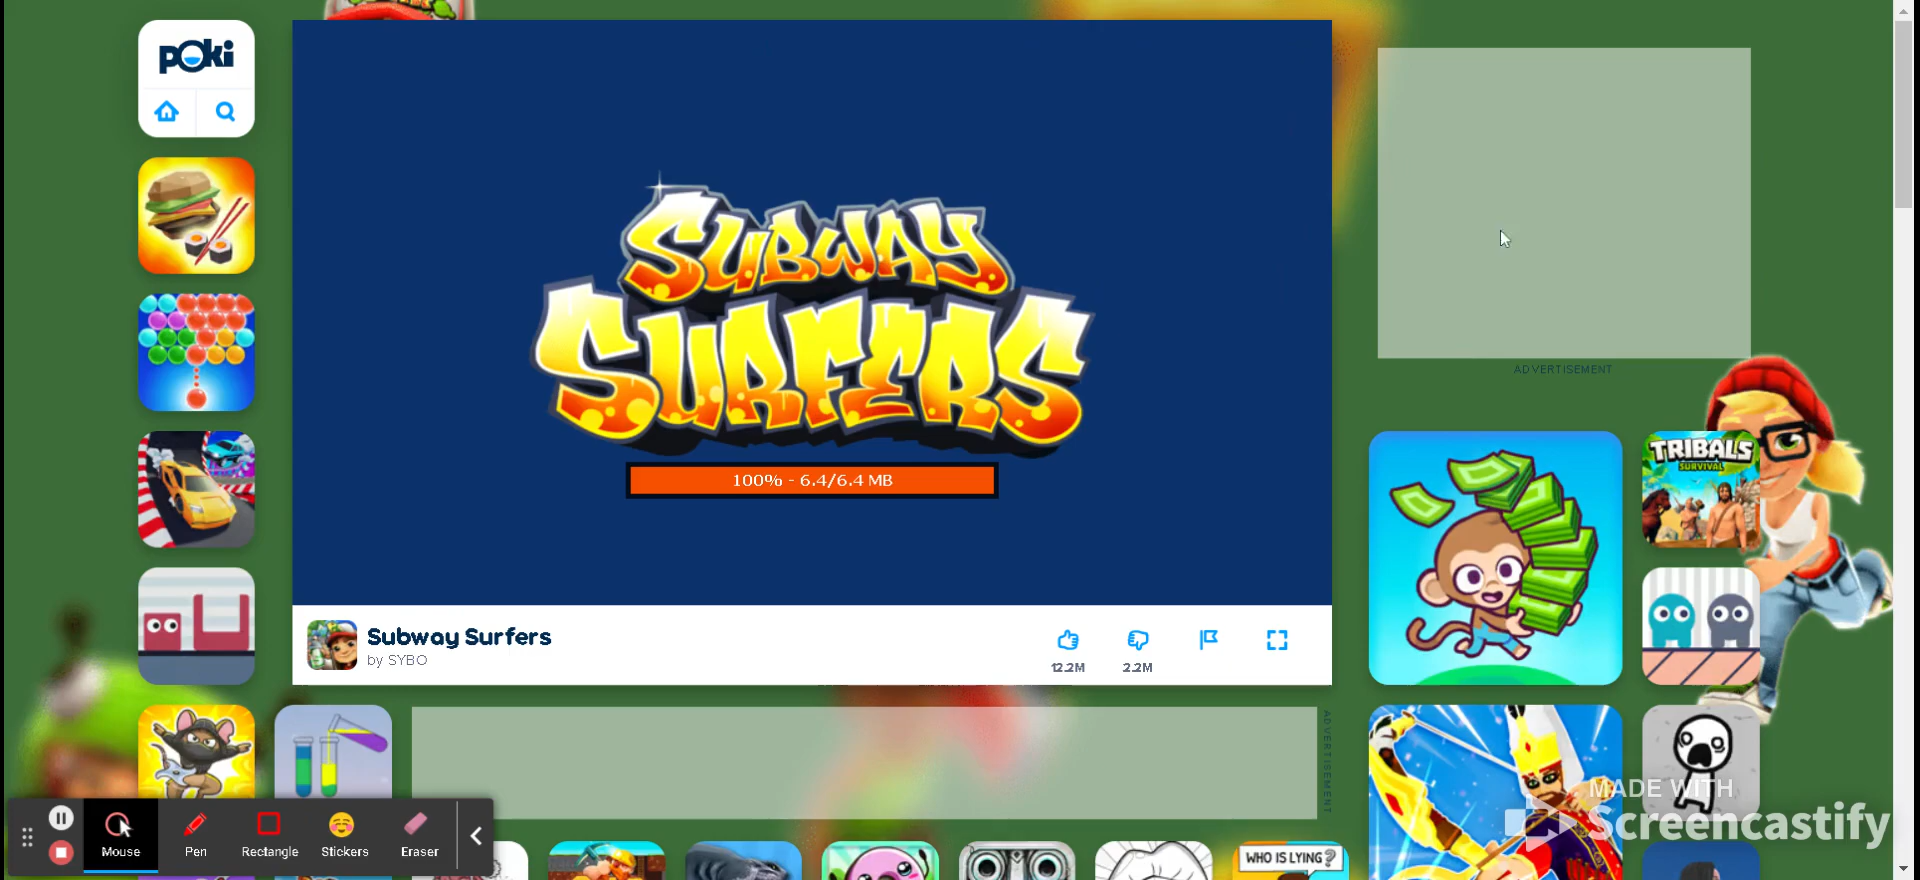 poki
SUBWAY
SURFERS
100% - 6.4/6.4 MB
ADVERTISEMENT
TRIBALS
SURVIVAL
Subway Surfers
by SYBO
12.2M
2.2M
ADVERTISEMENT
MADE WITH
Screencastify
Mouse
Pen
Rectangle
Stickers
Eraser
WHO IS LYING?